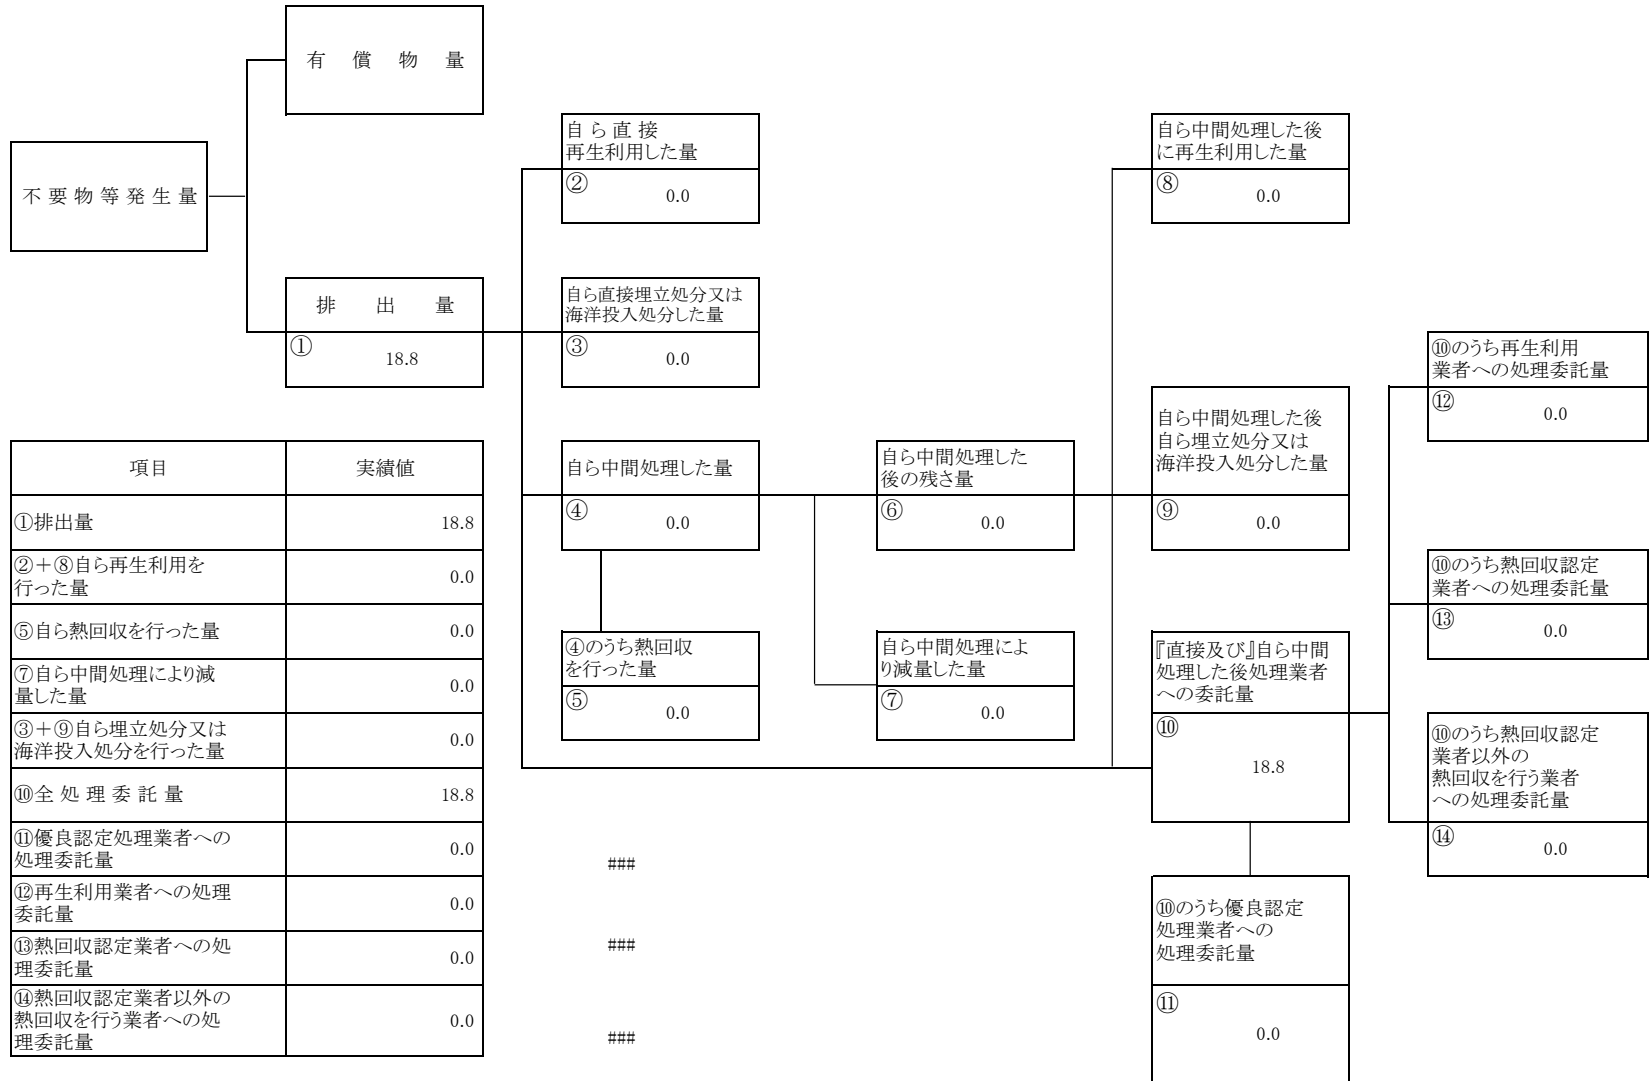 有 償 物 量
不 要 物 等 発 生 量
排 出 量
①
18.8
自 ら 直 接
再生利用した量
②
0.0
自ら直接埋立処分又は
海洋投入処分した量
③
0.0
自ら中間処理した量
④
0.0
④のうち熱回収
を行った量
⑤
0.0
自ら中間処理した
後の残さ量
⑥
0.0
自ら中間処理によ
り減量した量
⑦
0.0
自ら中間処理した後
に再生利用した量
⑧
0.0
自ら中間処理した後
自ら埋立処分又は
海洋投入処分した量
⑨
0.0
『直接及び』自ら中間
処理した後処理業者
への委託量
⑩
18.8
⑩のうち優良認定
処理業者への
処理委託量
⑪
0.0
⑩のうち再生利用
業者への処理委託量
⑫
0.0
⑩のうち熱回収認定
業者への処理委託量
⑬
0.0
⑩のうち熱回収認定
業者以外の
熱回収を行う業者
への処理委託量
⑭
0.0
項目 実績値
①排出量 18.8
②＋⑧自ら再生利用を
行った量
0.0
⑤自ら熱回収を行った量 0.0
⑦自ら中間処理により減
量した量
0.0
③＋⑨自ら埋立処分又は
海洋投入処分を行った量
0.0
⑩全 処 理 委 託 量 18.8
⑪優良認定処理業者への
処理委託量
0.0
⑫再生利用業者への処理
委託量
0.0
⑬熱回収認定業者への処
理委託量
0.0
⑭熱回収認定業者以外の
熱回収を行う業者への処
理委託量
0.0
###
###
###